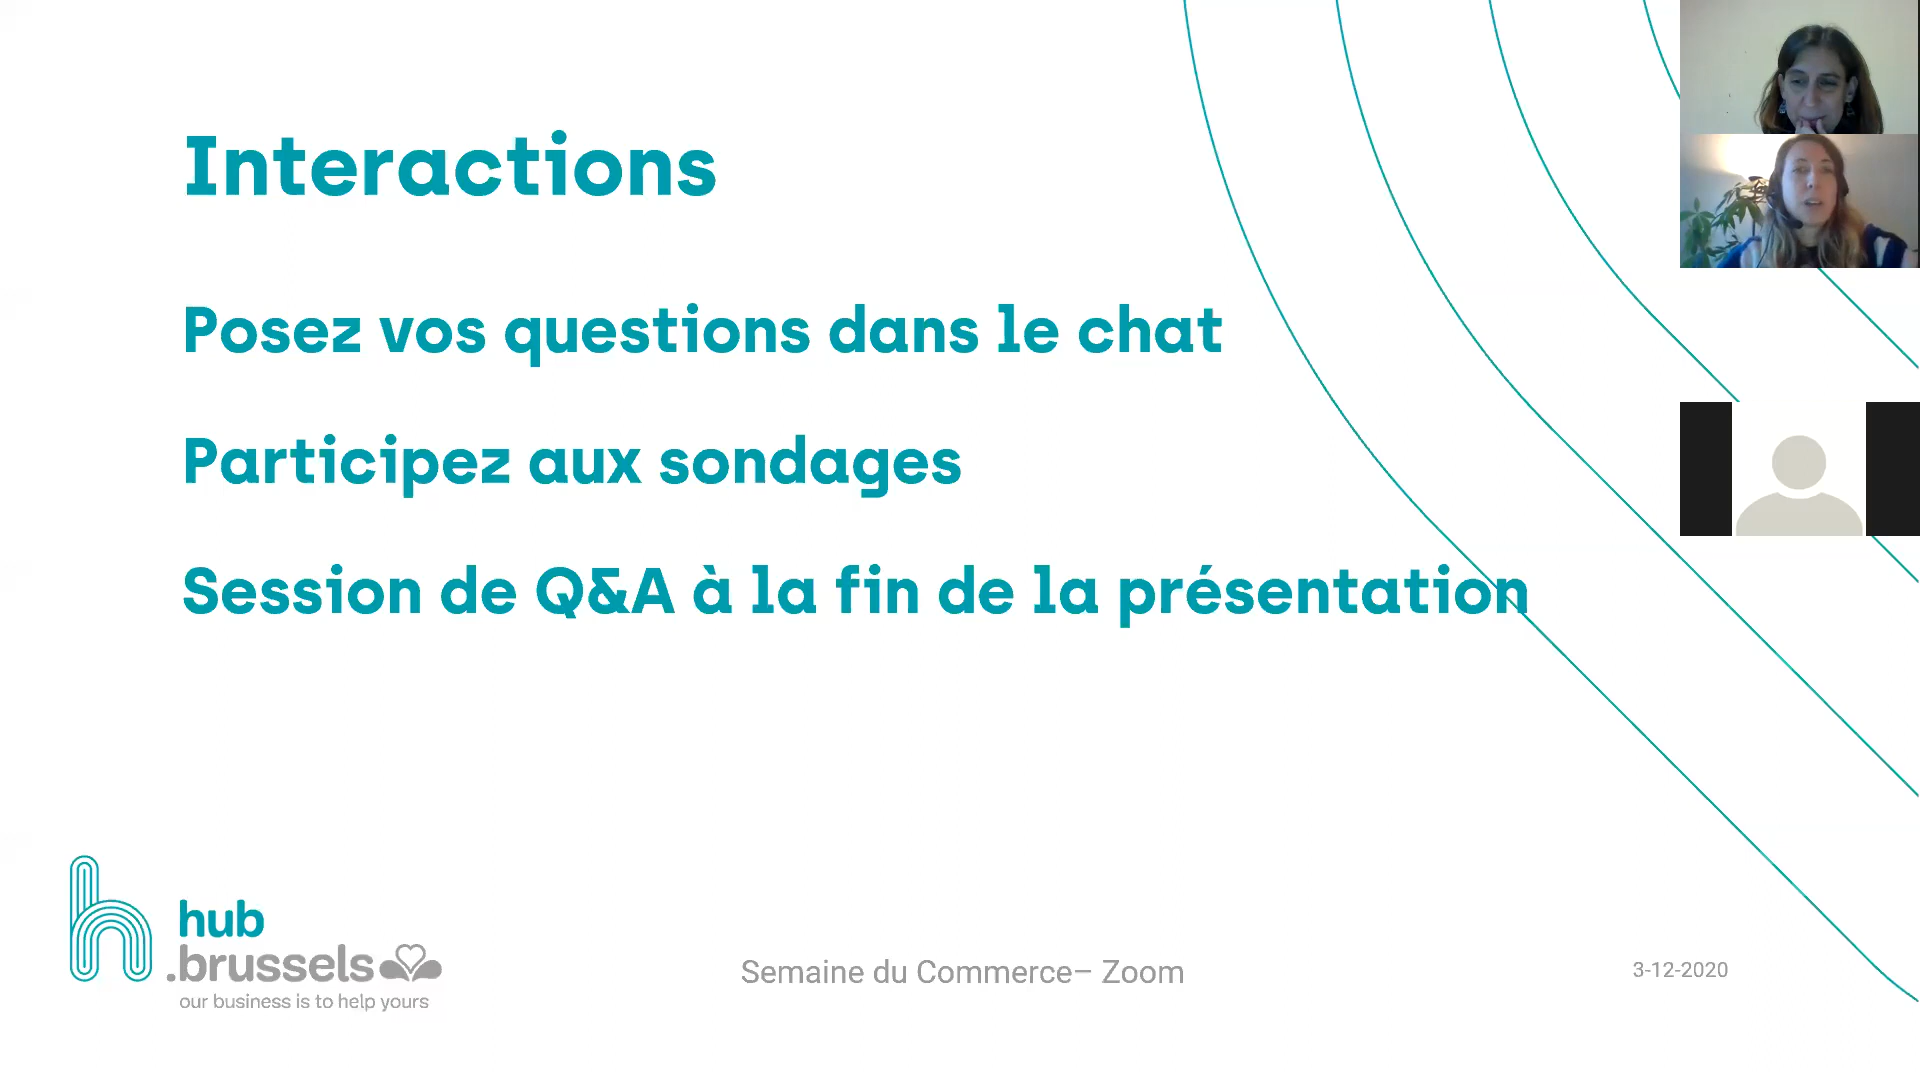 Interactions
Posez vos questions dans le chat
Participez aux sondages
Session de Q&A à la fin de la présentation
hub
.brussels
our business is to help yours
Semaine du Commerce– Zoom
3-12-2020